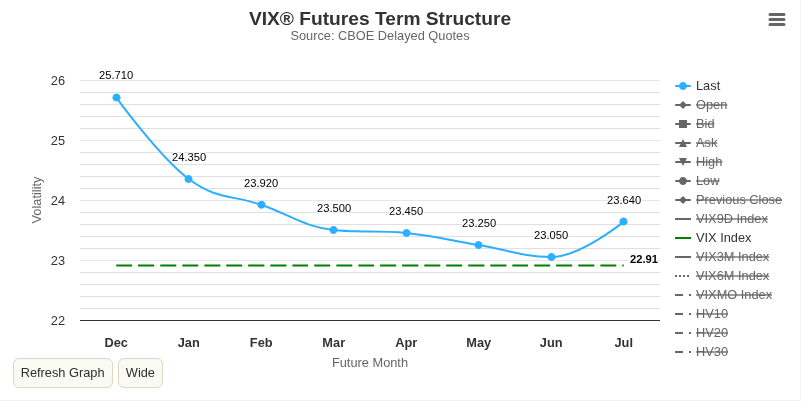 VIX® Futures Term Structure
Source: CBOE Delayed Quotes
Volatility
26
25
24
23
22
25.710
24.350
23.920
23.500
23.450
23.250
23.050
23.640
22.91
Dec Jan Feb Mar Apr May Jun Jul
Future Month
Last
Open
Bid
Ask
High
Low
Previous Close
VIX9D Index
VIX Index
VIX3M Index
VIX6M Index
VIXMO Index
HV10
HV20
HV30
Refresh Graph Wide